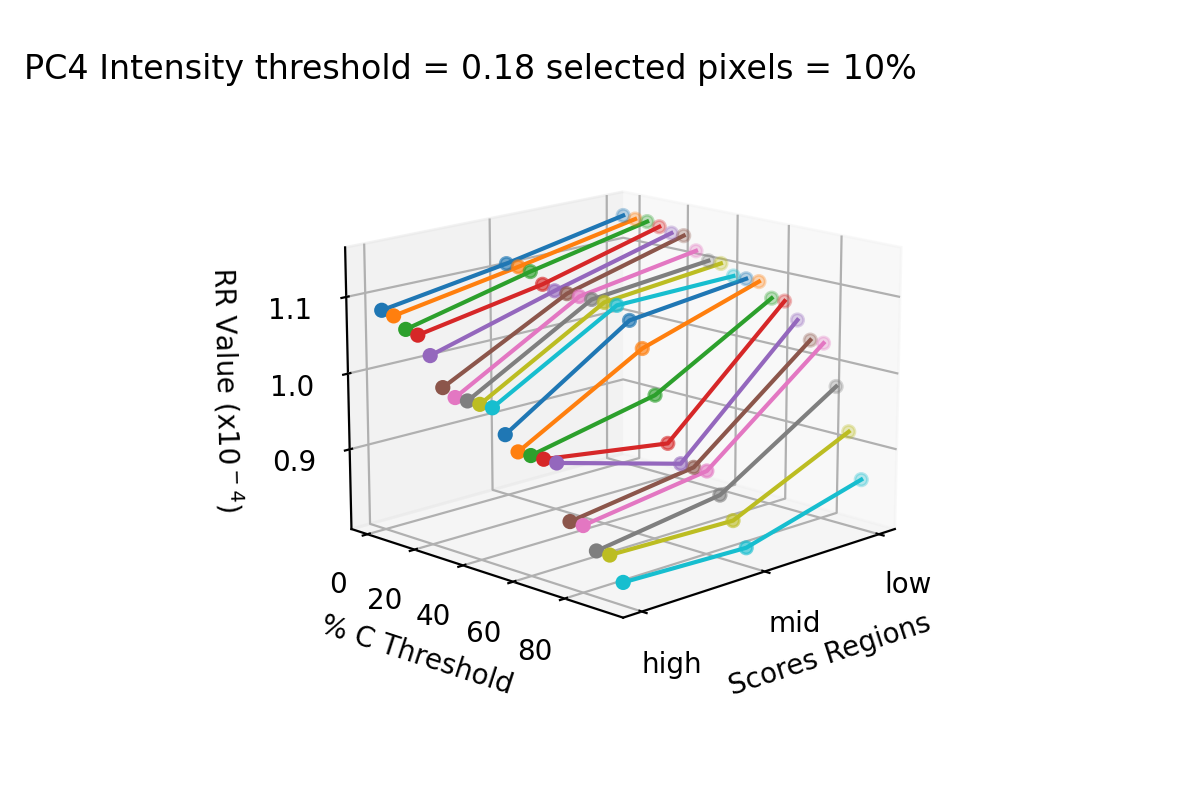 PC4 Intensity threshold = 0.18 selected pixels = 10%
RR Value (x10⁻⁴)
1.1
1.0
0.9
0
20
40
60
80
% C Threshold
high
mid
low
Scores Regions